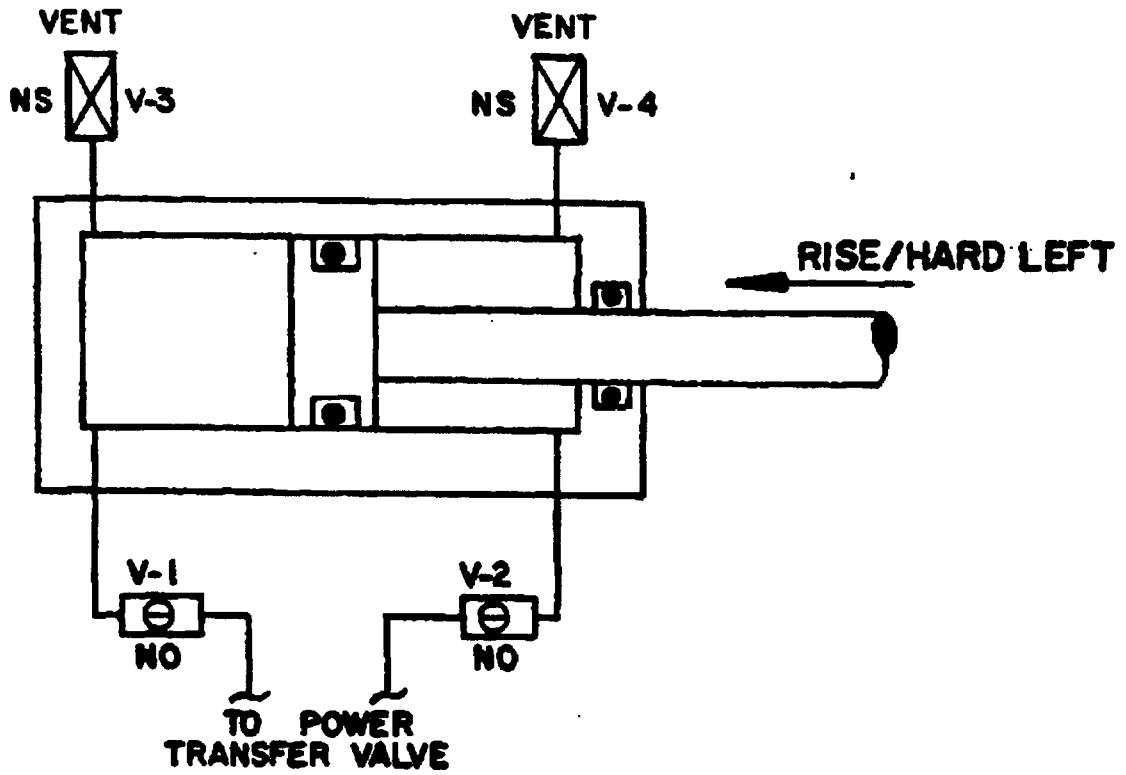 VENT
VENT
NS
V-3
NS
V-4
RISE/HARD LEFT
V-1
V-2
NO
NO
TO POWER
TRANSFER VALVE